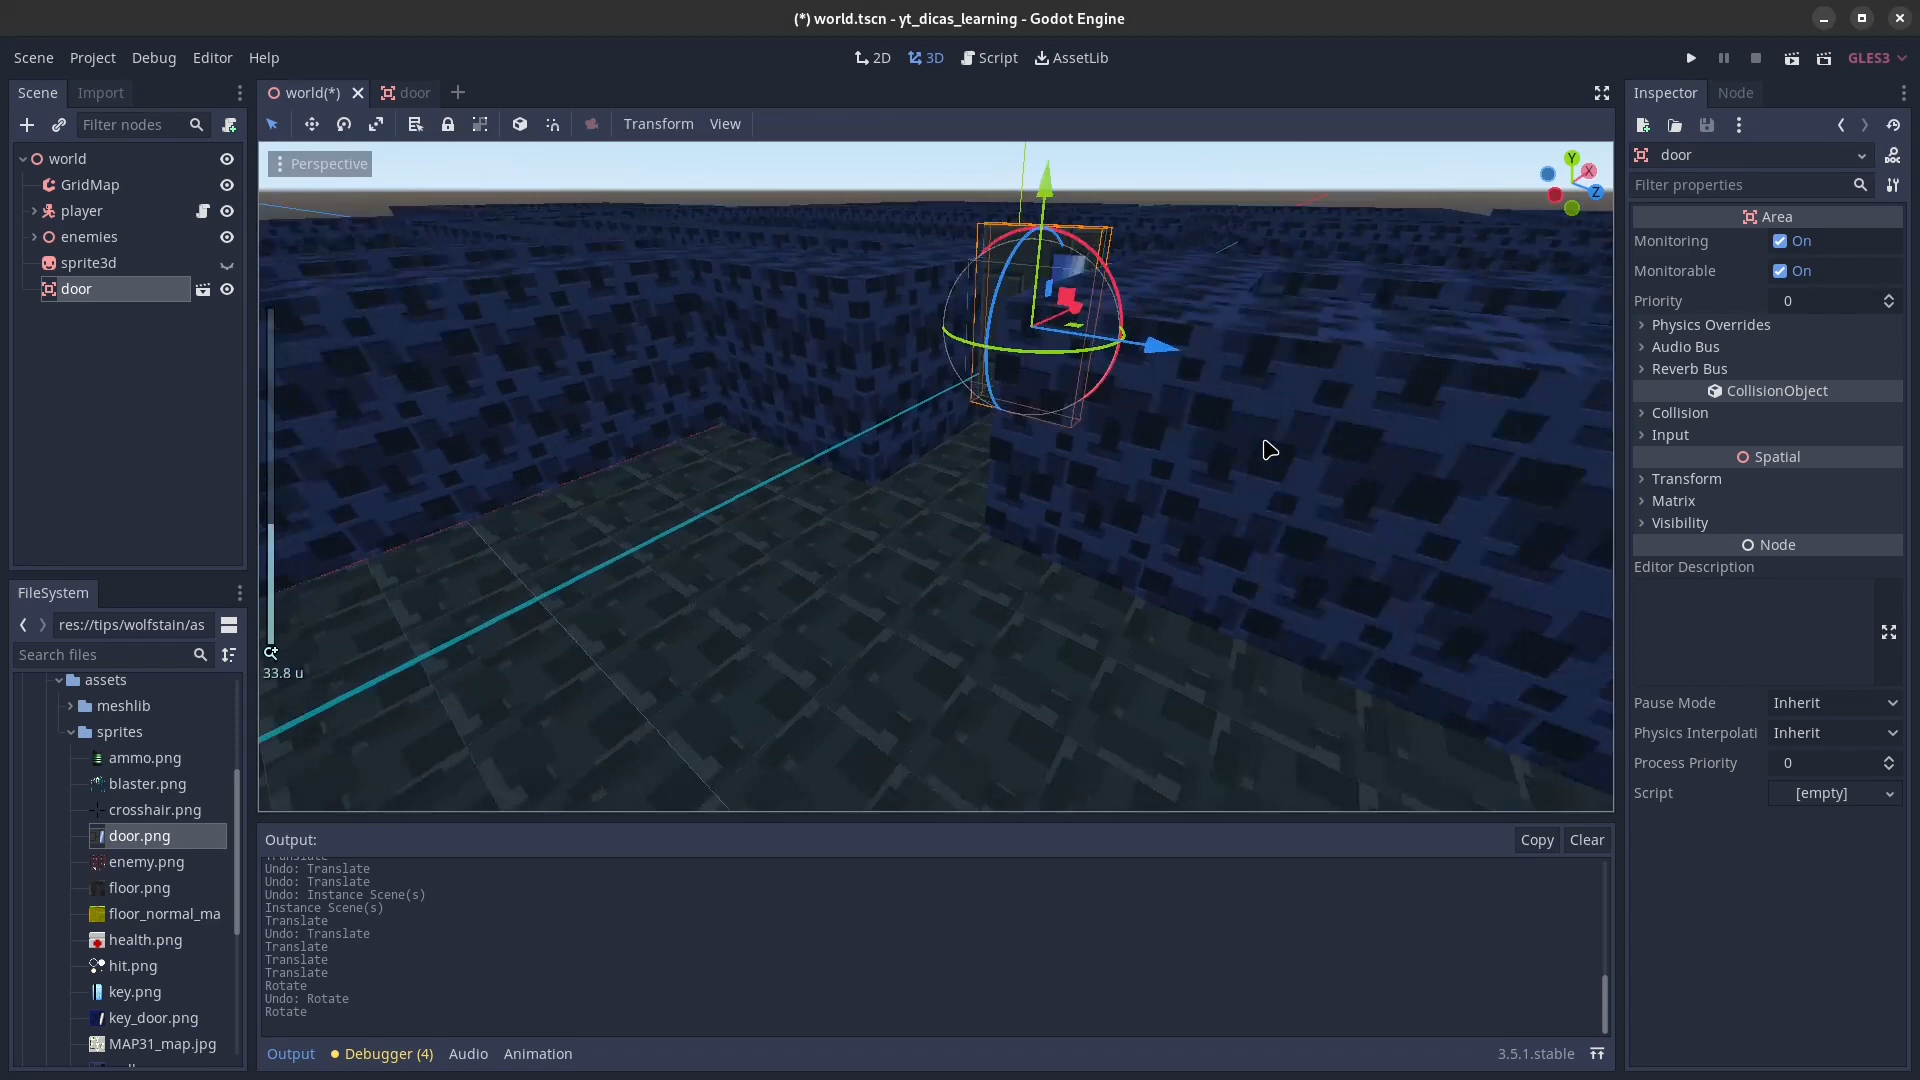 (*) world.tscn - yt_dicas_learning - Godot Engine
Scene Project Debug Editor Help
2D 3D Script AssetLib
GLES3
Scene Import
Filter nodes
world
GridMap
player
enemies
sprite3d
door
FileSystem
res://tips/wolfstain/as
Search files
assets
meshlib
sprites
ammo.png
blaster.png
crosshair.png
door.png
enemy.png
floor.png
floor_normal_ma
health.png
hit.png
key.png
key_door.png
MAP31_map.jpg
world(*) door
Transform View
Perspective
Y
X
Z
33.8 u
Output:
Copy Clear
Translate
Undo: Translate
Undo: Translate
Undo: Instance Scene(s)
Instance Scene(s)
Translate
Undo: Translate
Translate
Translate
Translate
Rotate
Undo: Rotate
Rotate
Output Debugger (4) Audio Animation
3.5.1.stable
Inspector Node
door
Filter properties
Area
Monitoring On
Monitorable On
Priority 0
Physics Overrides
Audio Bus
Reverb Bus
CollisionObject
Collision
Input
Spatial
Transform
Matrix
Visibility
Node
Editor Description
Pause Mode Inherit
Physics Interpolati Inherit
Process Priority 0
Script [empty]